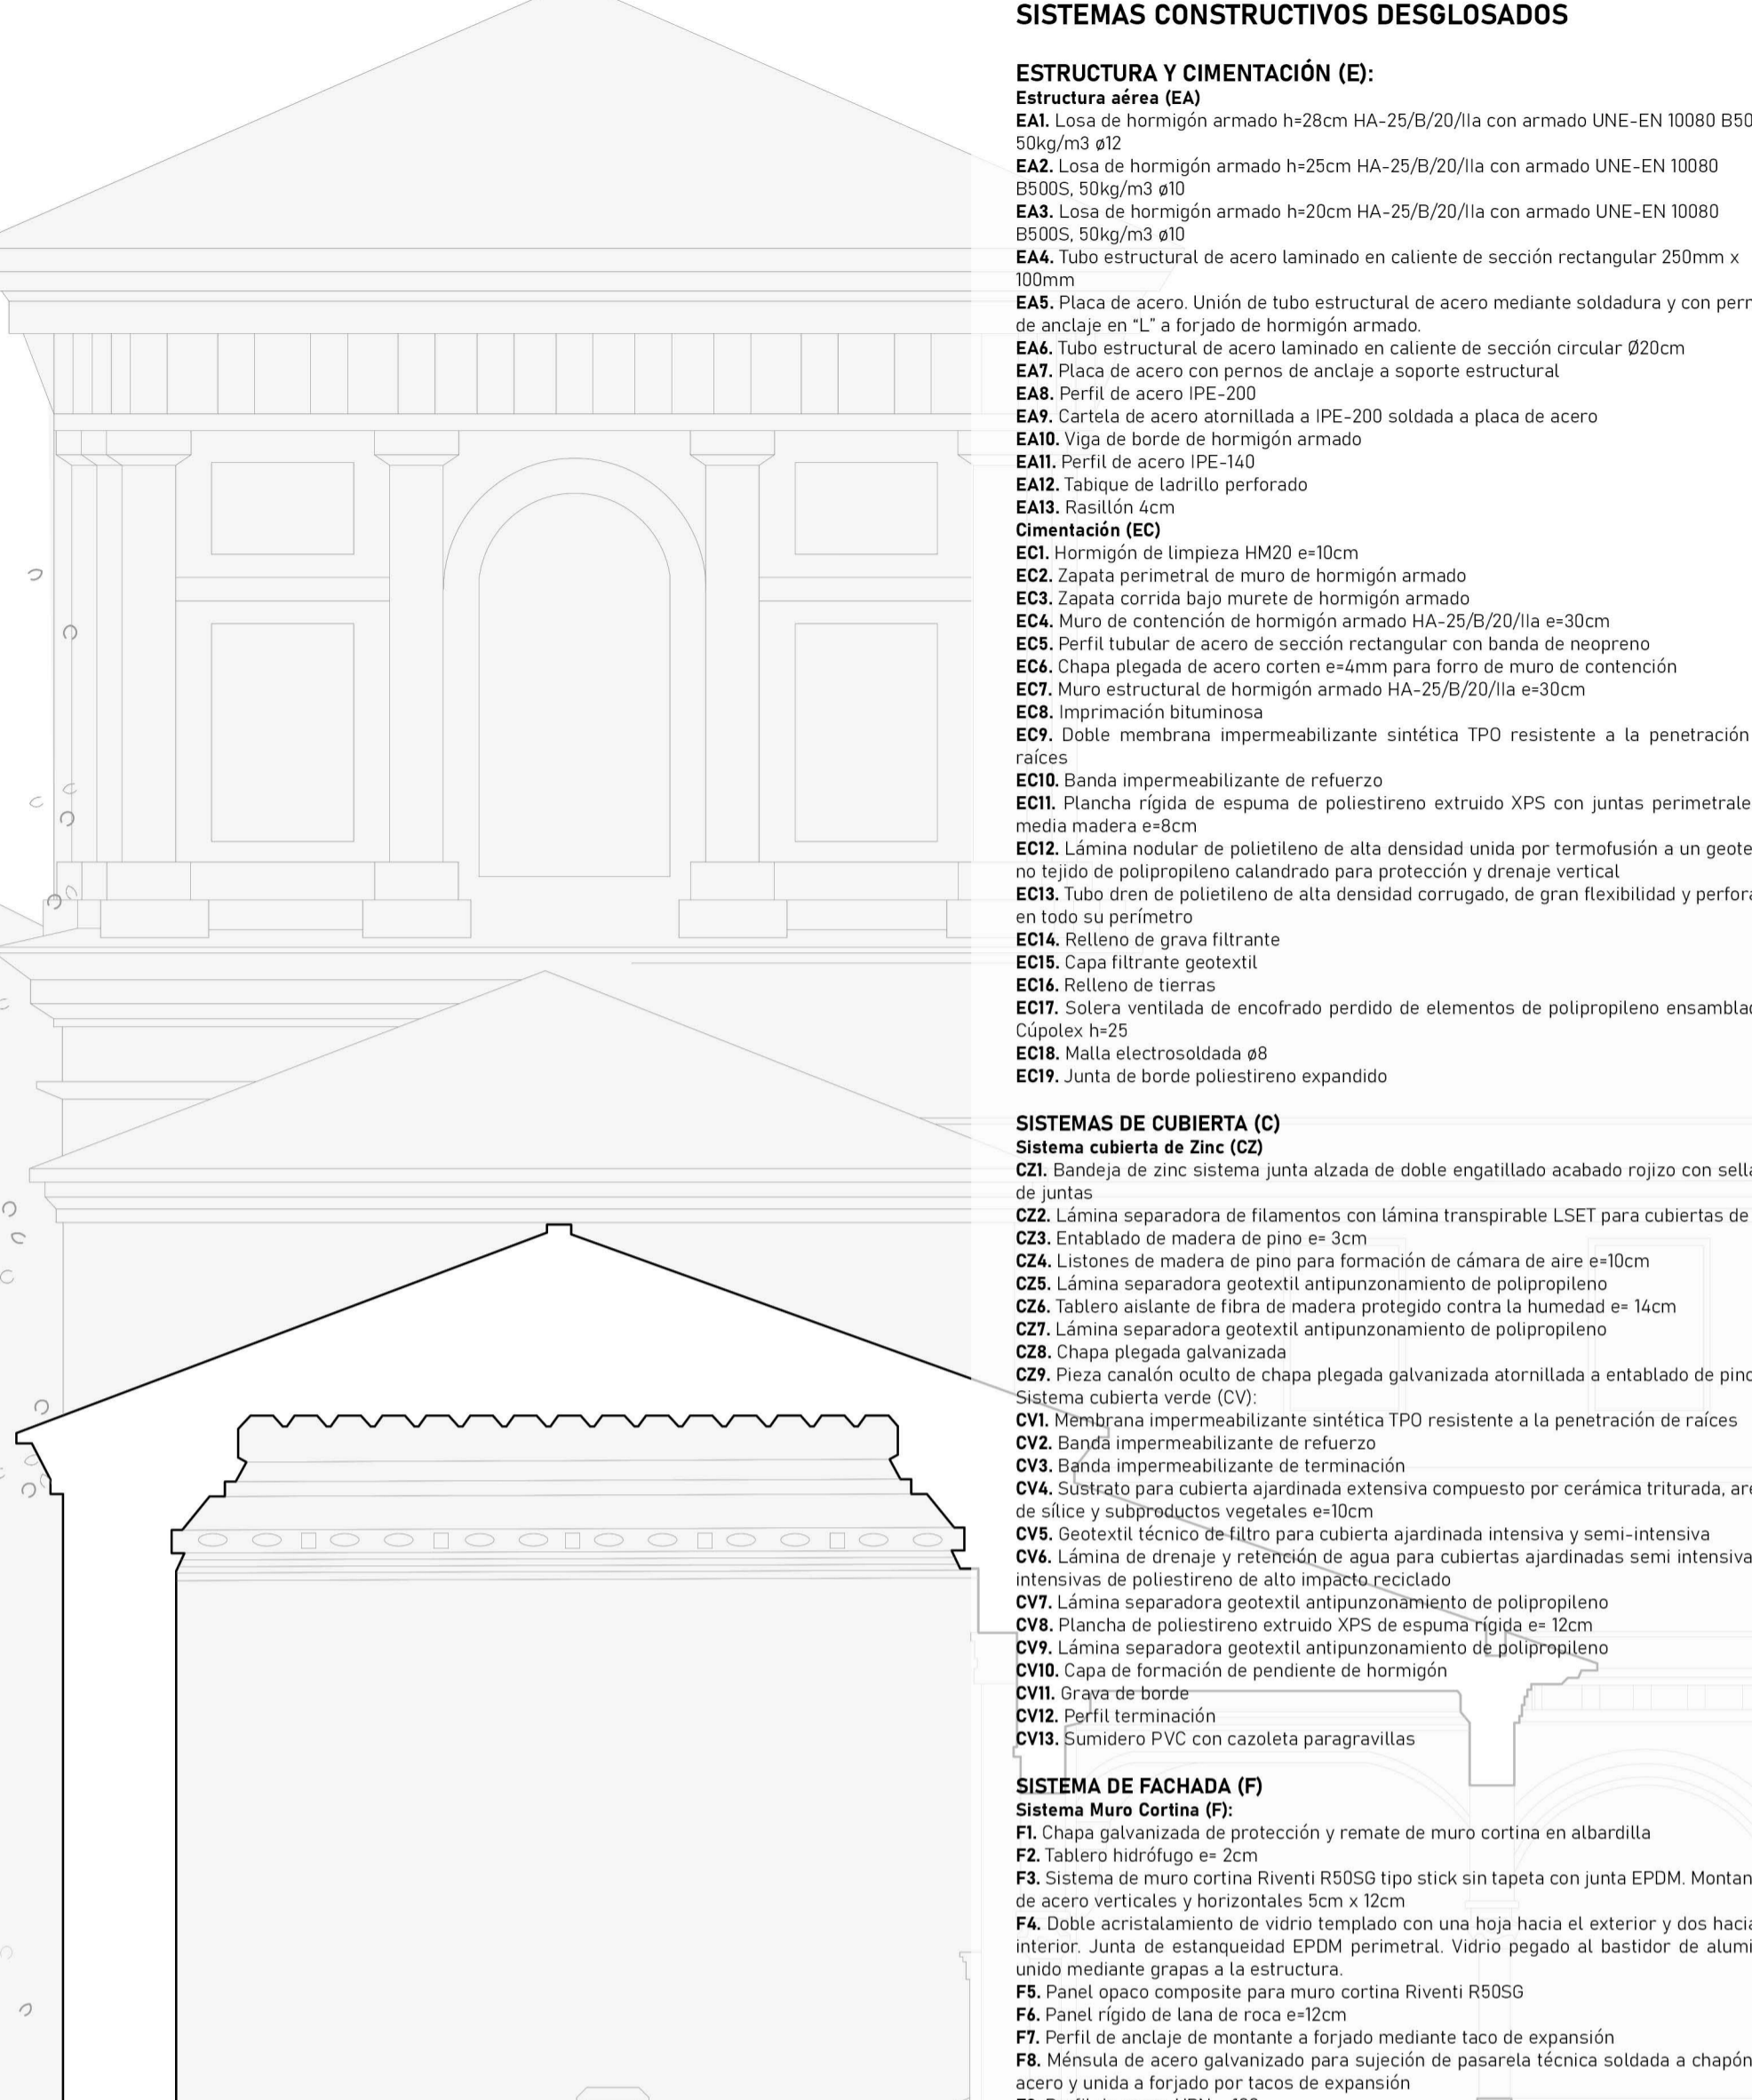 SISTEMAS CONSTRUCTIVOS DESGLOSADOS
ESTRUCTURA Y CIMENTACIÓN (E):
Estructura aérea (EA)
EA1. Losa de hormigón armado h=28cm HA-25/B/20/IIa con armado UNE-EN 10080
50kg/m3 ø12
EA2. Losa de hormigón armado h=25cm HA-25/B/20/IIa con armado UNE-EN 10080
B500S, 50kg/m3 ø10
EA3. Losa de hormigón armado h=20cm HA-25/B/20/IIa con armado UNE-EN 10080
B500S, 50kg/m3 ø10
EA4. Tubo estructural de acero laminado en caliente de sección rectangular 250mm x
100mm
EA5. Placa de acero. Unión de tubo estructural de acero mediante soldadura y con
de anclaje en “L” a forjado de hormigón armado.
EA6. Tubo estructural de acero laminado en caliente de sección circular Ø20cm
EA7. Placa de acero con pernos de anclaje a soporte estructural
EA8. Perfil de acero IPE-200
EA9. Cartela de acero atornillada a IPE-200 soldada a placa de acero
EA10. Viga de borde de hormigón armado
EA11. Perfil de acero IPE-140
EA12. Tabique de ladrillo perforado
EA13. Rasillón 4cm
Cimentación (EC)
EC1. Hormigón de limpieza HM20 e=10cm
EC2. Zapata perimetral de muro de hormigón armado
EC3. Zapata corrida bajo murete de hormigón armado
EC4. Muro de contención de hormigón armado HA-25/B/20/IIa e=30cm
EC5. Perfil tubular de acero de sección rectangular con banda de neopreno
EC6. Chapa plegada de acero corten e=4mm para forro de muro de contención
EC7. Muro estructural de hormigón armado HA-25/B/20/IIa e=30cm
EC8. Imprimación bituminosa
EC9. Doble membrana impermeabilizante sintética TPO resistente a la penetración
raíces
EC10. Banda impermeabilizante de refuerzo
EC11. Plancha rígida de espuma de poliestireno extruido XPS con juntas
media madera e=8cm
EC12. Lámina nodular de polietileno de alta densidad unida por termofusión a un
no tejido de polipropileno calandrado para protección y drenaje vertical
EC13. Tubo dren de polietileno de alta densidad corrugado, de gran flexibilidad y
en todo su perímetro
EC14. Relleno de grava filtrante
EC15. Capa filtrante geotextil
EC16. Relleno de tierras
EC17. Solera ventilada de encofrado perdido de elementos de polipropileno
Cúpolex h=25
EC18. Malla electrosoldada ø8
EC19. Junta de borde poliestireno expandido
SISTEMAS DE CUBIERTA (C)
Sistema cubierta de Zinc (CZ)
CZ1. Bandeja de zinc sistema junta alzada de doble engatillado acabado rojizo con
de juntas
CZ2. Lámina separadora de filamentos con lámina transpirable LSET para cubiertas de
CZ3. Entablado de madera de pino e= 3cm
CZ4. Listones de madera de pino para formación de cámara de aire e=10cm
CZ5. Lámina separadora geotextil antipunzonamiento de polipropileno
CZ6. Tablero aislante de fibra de madera protegido contra la humedad e= 14cm
CZ7. Lámina separadora geotextil antipunzonamiento de polipropileno
CZ8. Chapa plegada galvanizada
CZ9. Pieza canalón oculto de chapa plegada galvanizada atornillada a entablado de pino
Sistema cubierta verde (CV):
CV1. Membrana impermeabilizante sintética TPO resistente a la penetración de raíces
CV2. Banda impermeabilizante de refuerzo
CV3. Banda impermeabilizante de terminación
CV4. Sustrato para cubierta ajardinada extensiva compuesto por cerámica triturada,
de sílice y subproductos vegetales e=10cm
CV5. Geotextil técnico de filtro para cubierta ajardinada intensiva y semi-intensiva
CV6. Lámina de drenaje y retención de agua para cubiertas ajardinadas semi
intensivas de poliestireno de alto impacto reciclado
CV7. Lámina separadora geotextil antipunzonamiento de polipropileno
CV8. Plancha de poliestireno extruido XPS de espuma rígida e= 12cm
CV9. Lámina separadora geotextil antipunzonamiento de polipropileno
CV10. Capa de formación de pendiente de hormigón
CV11. Grava de borde
CV12. Perfil terminación
CV13. Sumidero PVC con cazoleta paragravillas
SISTEMA DE FACHADA (F)
Sistema Muro Cortina (F):
F1. Chapa galvanizada de protección y remate de muro cortina en albardilla
F2. Tablero hidrófugo e= 2cm
F3. Sistema de muro cortina Riventi R50SG tipo stick sin tapeta con junta EPDM.
de acero verticales y horizontales 5cm x 12cm
F4. Doble acristalamiento de vidrio templado con una hoja hacia el exterior y dos
interior. Junta de estanqueidad EPDM perimetral. Vidrio pegado al bastidor de
unido mediante grapas a la estructura.
F5. Panel opaco composite para muro cortina Riventi R50SG
F6. Panel rígido de lana de roca e=12cm
F7. Perfil de anclaje de montante a forjado mediante taco de expansión
F8. Ménsula de acero galvanizado para sujeción de pasarela técnica soldada a
acero y unida a forjado por tacos de expansión